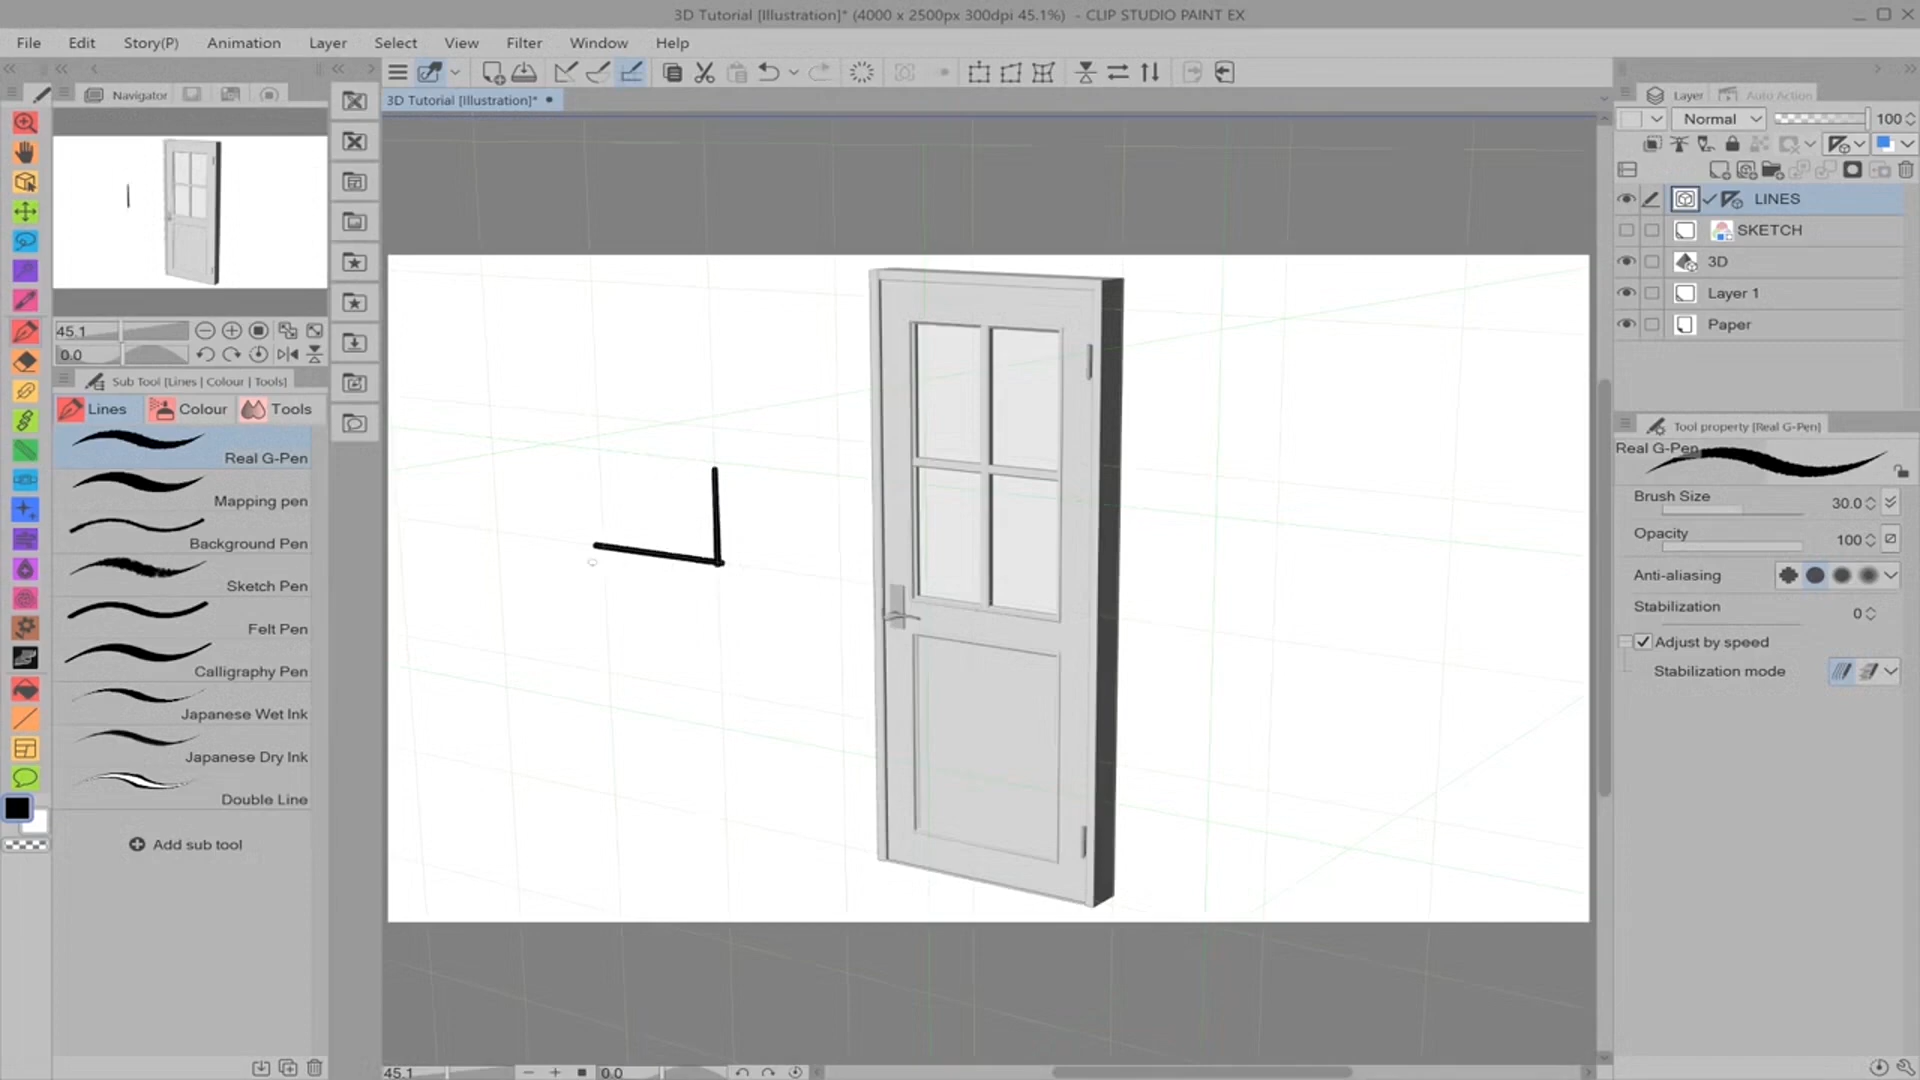 3D Tutorial [Illustration]* (4000 x 2500px 300dpi 45.1%) - CLIP STUDIO PAINT EX
File Edit Story(P) Animation Layer Select View Filter Window Help
Navigator
3D Tutorial [Illustration]*
Layer Auto Action
Normal 100
LINES
SKETCH
3D
Layer 1
Paper
45.1
0.0
Sub Tool [Lines | Colour | Tools]
Lines Colour Tools
Real G-Pen
Mapping pen
Background Pen
Sketch Pen
Felt Pen
Calligraphy Pen
Japanese Wet Ink
Japanese Dry Ink
Double Line
Add sub tool
Tool property [Real G-Pen]
Real G-Pen
Brush Size 30.0
Opacity 100
Anti-aliasing
Stabilization 0
Adjust by speed
Stabilization mode
45.1 0.0